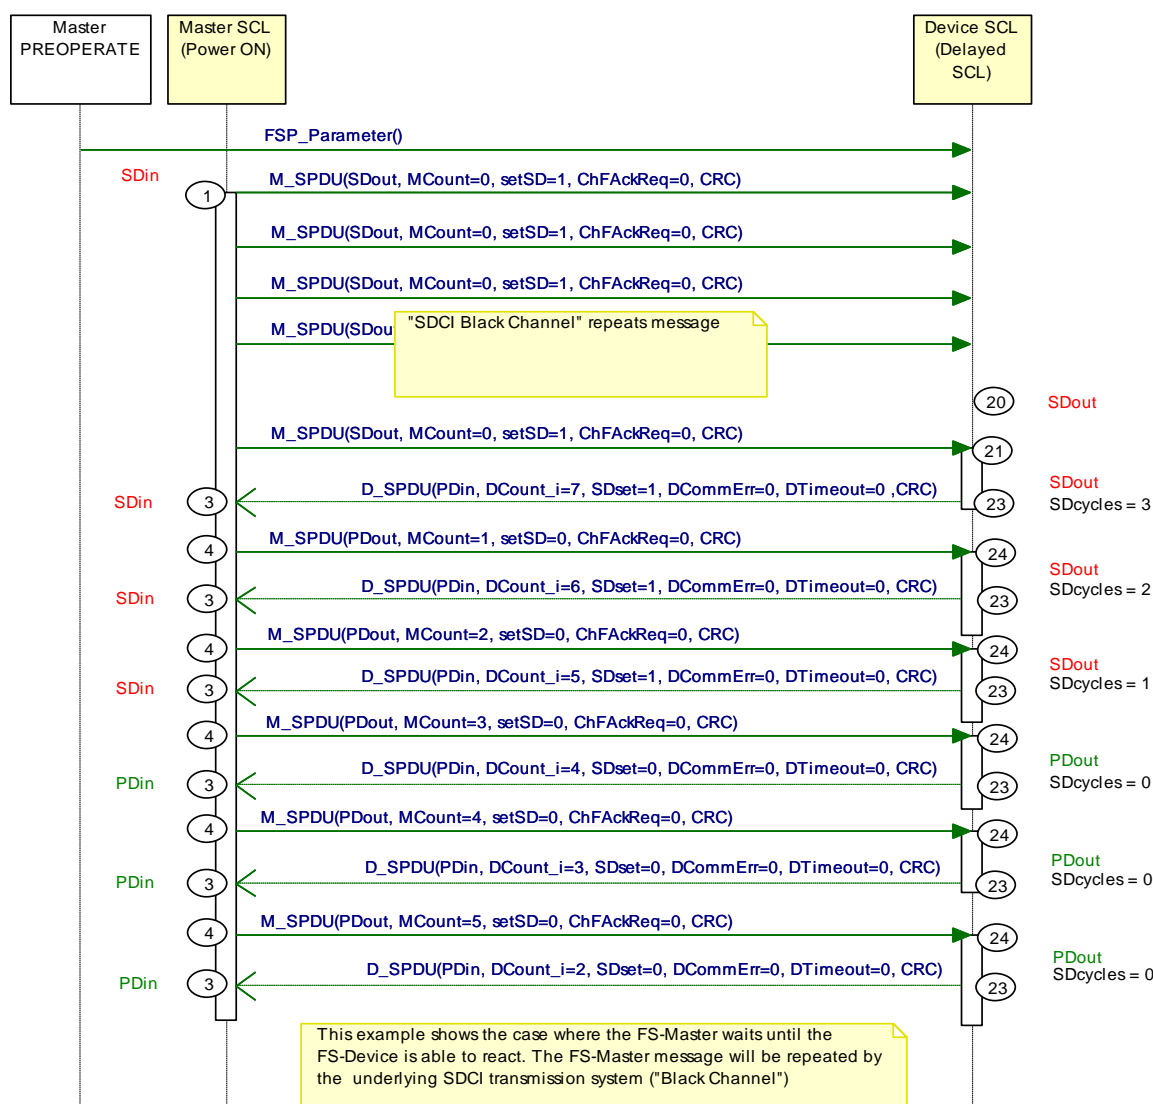 Master
PREOPERATE
Master SCL
(Power ON)
Device SCL
(Delayed
SCL)
FSP_Parameter()
SDin
1
M_SPDU(SDout, MCount=0, setSD=1, ChFAckReq=0, CRC)
M_SPDU(SDout, MCount=0, setSD=1, ChFAckReq=0, CRC)
M_SPDU(SDout, MCount=0, setSD=1, ChFAckReq=0, CRC)
M_SPDU(SDou
"SDCI Black Channel" repeats message
20
SDout
M_SPDU(SDout, MCount=0, setSD=1, ChFAckReq=0, CRC)
21
SDin
3
D_SPDU(PDin, DCount_i=7, SDset=1, DCommErr=0, DTimeout=0 ,CRC)
23
SDout
SDcycles = 3
4
M_SPDU(PDout, MCount=1, setSD=0, ChFAckReq=0, CRC)
24
SDin
3
D_SPDU(PDin, DCount_i=6, SDset=1, DCommErr=0, DTimeout=0, CRC)
23
SDout
SDcycles = 2
4
M_SPDU(PDout, MCount=2, setSD=0, ChFAckReq=0, CRC)
24
SDin
3
D_SPDU(PDin, DCount_i=5, SDset=1, DCommErr=0, DTimeout=0, CRC)
23
SDout
SDcycles = 1
4
M_SPDU(PDout, MCount=3, setSD=0, ChFAckReq=0, CRC)
24
PDin
3
D_SPDU(PDin, DCount_i=4, SDset=0, DCommErr=0, DTimeout=0, CRC)
23
PDout
SDcycles = 0
4
M_SPDU(PDout, MCount=4, setSD=0, ChFAckReq=0, CRC)
24
PDin
3
D_SPDU(PDin, DCount_i=3, SDset=0, DCommErr=0, DTimeout=0, CRC)
23
PDout
SDcycles = 0
4
M_SPDU(PDout, MCount=5, setSD=0, ChFAckReq=0, CRC)
24
PDin
3
D_SPDU(PDin, DCount_i=2, SDset=0, DCommErr=0, DTimeout=0, CRC)
23
PDout
SDcycles = 0
This example shows the case where the FS-Master waits until the
FS-Device is able to react. The FS-Master message will be repeated by
the underlying SDCI transmission system ("Black Channel")